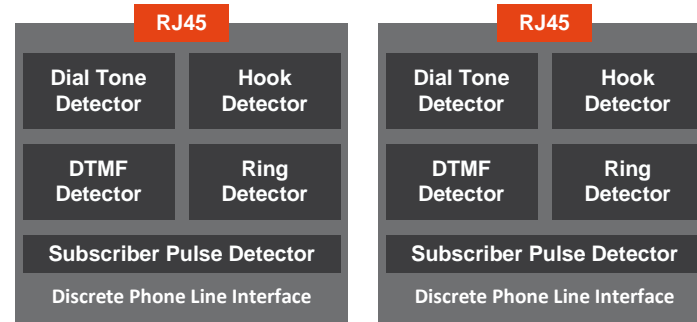 RJ45
Dial Tone
Detector
Hook
Detector
DTMF
Detector
Ring
Detector
Subscriber Pulse Detector
Discrete Phone Line Interface
RJ45
Dial Tone
Detector
Hook
Detector
DTMF
Detector
Ring
Detector
Subscriber Pulse Detector
Discrete Phone Line Interface